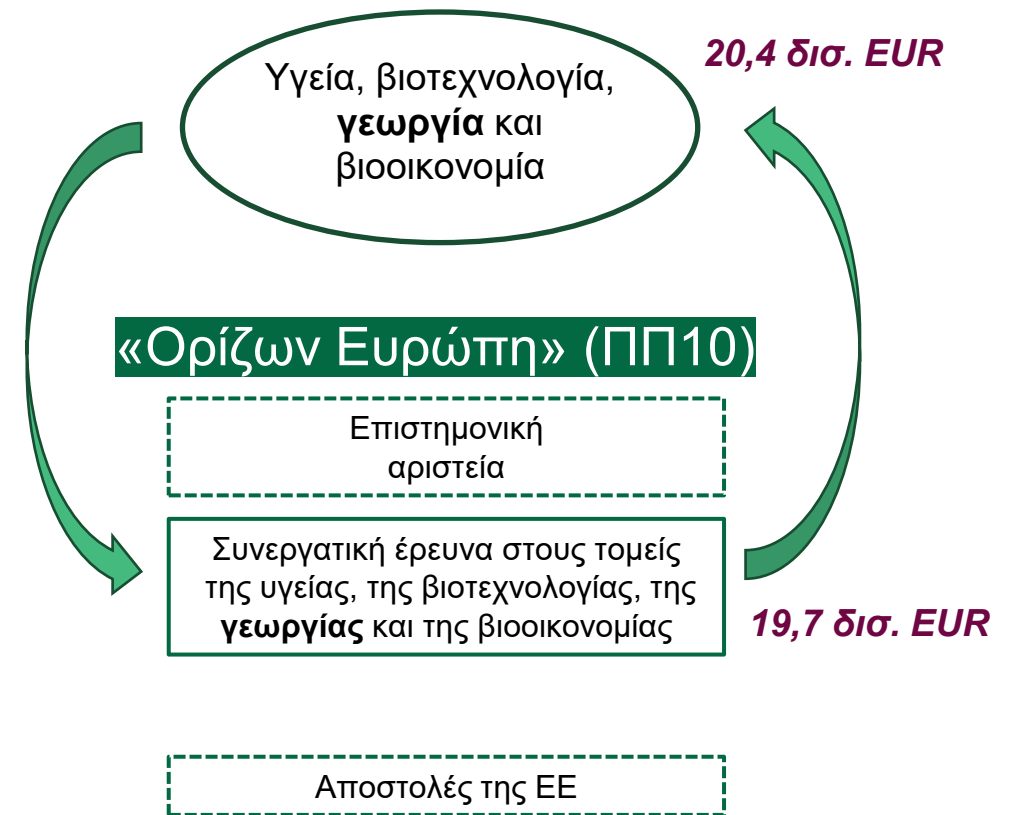 20,4 δισ. EUR
Υγεία, βιοτεχνολογία,
γεωργία και
βιοοικονομία
«Ορίζων Ευρώπη» (ΠΠ10)
Επιστημονική
αριστεία
Συνεργατική έρευνα στους τομείς
της υγείας, της βιοτεχνολογίας, της
γεωργίας και της βιοοικονομίας
19,7 δισ. EUR
Αποστολές της ΕΕ